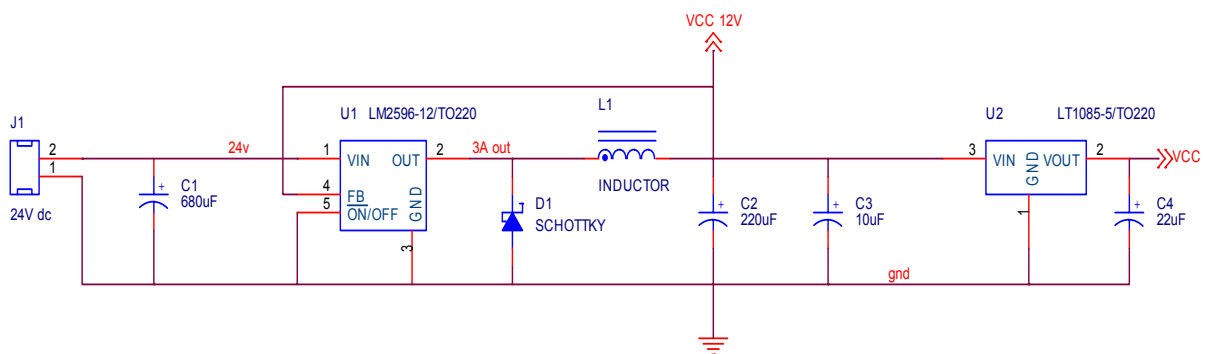 VCC 12V
J1
2
1
24V dc
24v
C1
680uF
U1 LM2596-12/TO220
1
VIN
OUT
2
4
FB
5
ON/OFF
GND
3
3A out
D1
SCHOTTKY
L1
INDUCTOR
C2
220uF
C3
10uF
gnd
U2 LT1085-5/TO220
3
VIN
VOUT
2
GND
1
VCC
C4
22uF